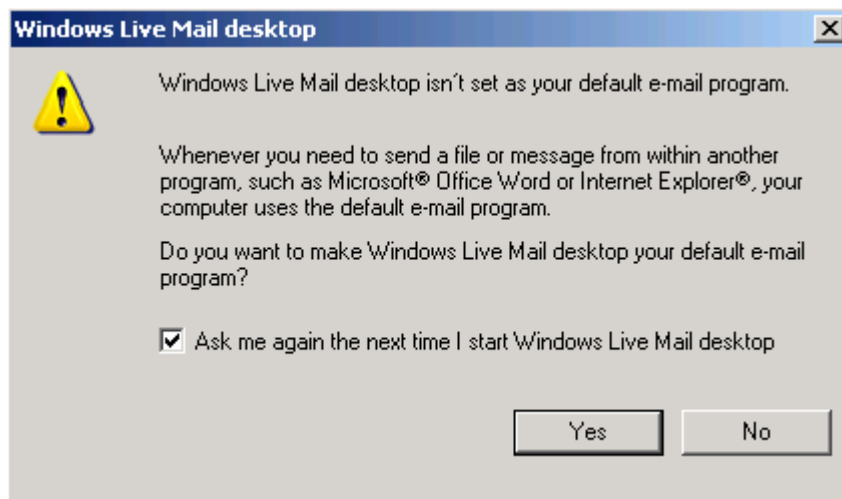 Windows Live Mail desktop
Windows Live Mail desktop isn´t set as your default e-mail program.
Whenever you need to send a file or message from within another
program, such as Microsoft® Office Word or Internet Explorer®, your
computer uses the default e-mail program.
Do you want to make Windows Live Mail desktop your default e-mail
program?
Ask me again the next time I start Windows Live Mail desktop
Yes
No